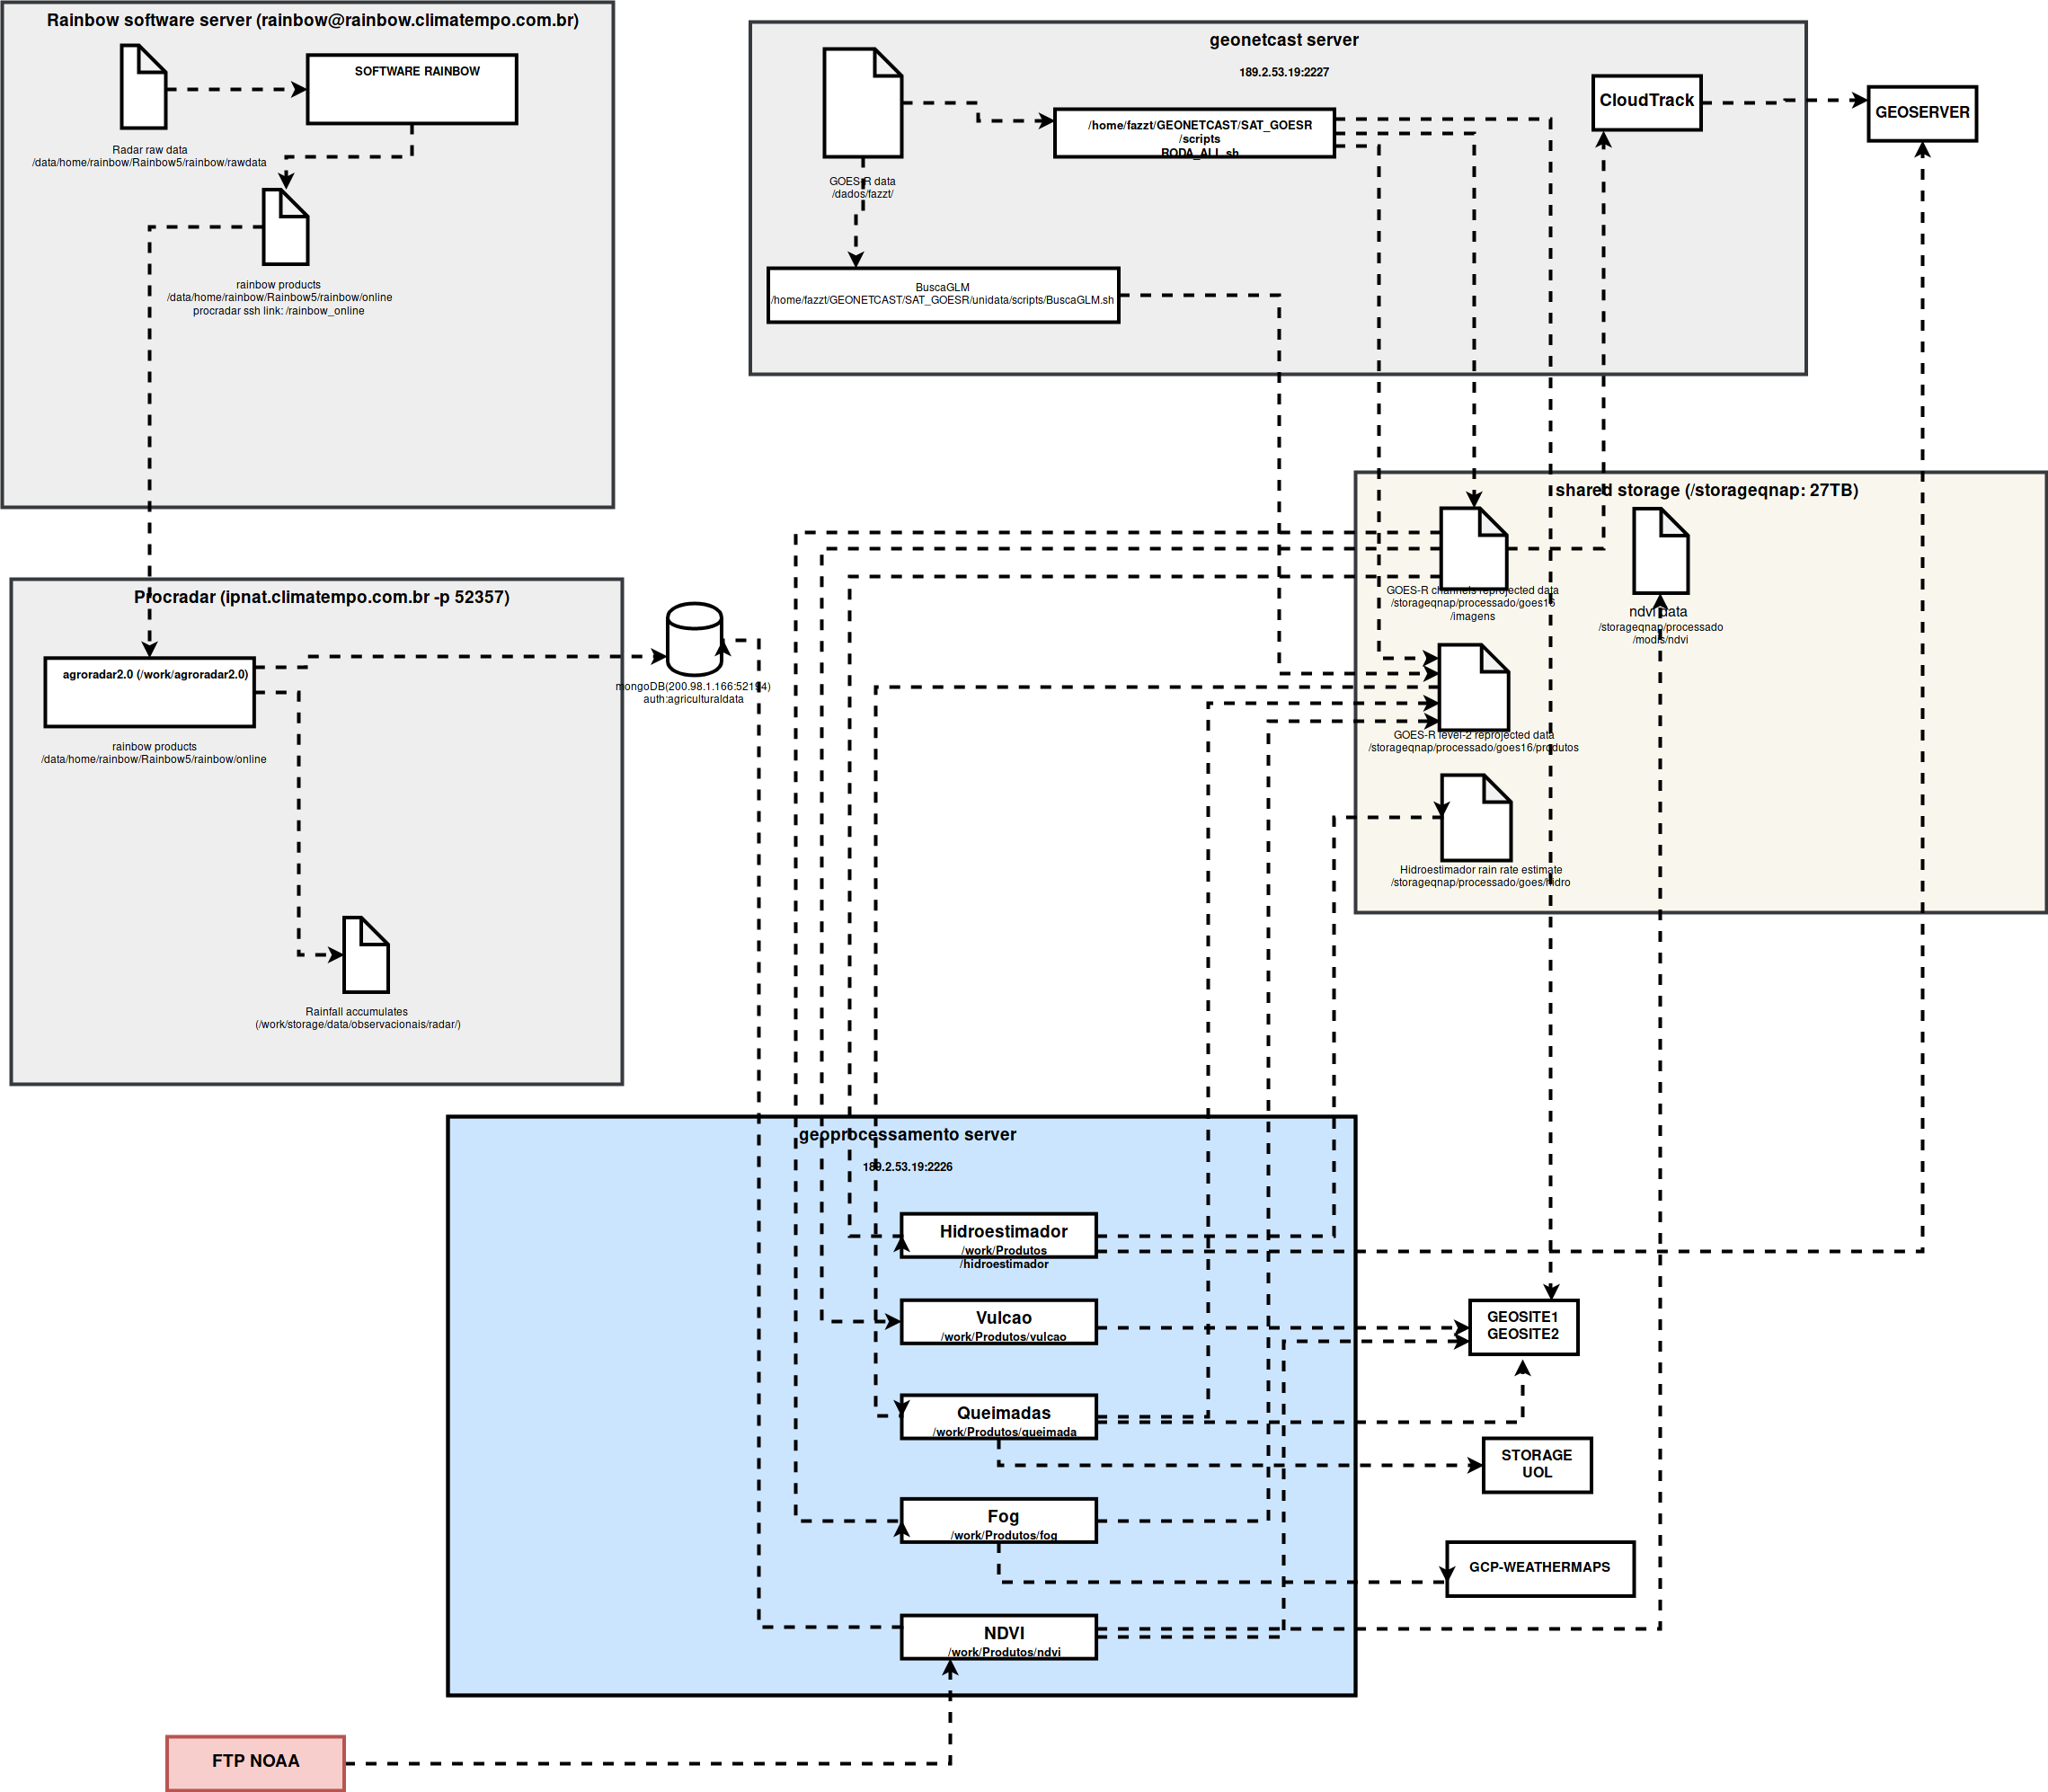 Rainbow software server (rainbow@rainbow.climatempo.com.br)
SOFTWARE RAINBOW
Radar raw data
/data/home/rainbow/Rainbow5/rainbow/rawdata
rainbow products
/data/home/rainbow/Rainbow5/rainbow/online
procradar ssh link: /rainbow_online
geonetcast server
189.2.53.19:2227
/home/fazzt/GEONETCAST/SAT_GOESR
/scripts
RODA_ALL.sh
CloudTrack
GEOSERVER
GOES-R data
/dados/fazzt/
BuscaGLM
/home/fazzt/GEONETCAST/SAT_GOESR/unidata/scripts/BuscaGLM.sh
shared storage (/storageqnap: 27TB)
GOES-R channels reprojected data
/storageqnap/processado/goes16
/imagens
ndvi data
/storageqnap/processado
/modis/ndvi
GOES-R level-2 reprojected data
/storageqnap/processado/goes16/produtos
Hidroestimador rain rate estimate
/storageqnap/processado/goes/hidro
Procradar (ipnat.climatempo.com.br -p 52357)
agroradar2.0 (/work/agroradar2.0)
rainbow products
/data/home/rainbow/Rainbow5/rainbow/online
mongoDB(200.98.1.166:52194)
auth:agriculturaldata
Rainfall accumulates
(/work/storage/data/observacionais/radar/)
geoprocessamento server
189.2.53.19:2226
Hidroestimador
/work/Produtos
/hidroestimador
Vulcao
/work/Produtos/vulcao
Queimadas
/work/Produtos/queimada
Fog
/work/Produtos/fog
NDVI
/work/Produtos/ndvi
GEOSITE1
GEOSITE2
STORAGE
UOL
GCP-WEATHERMAPS
FTP NOAA